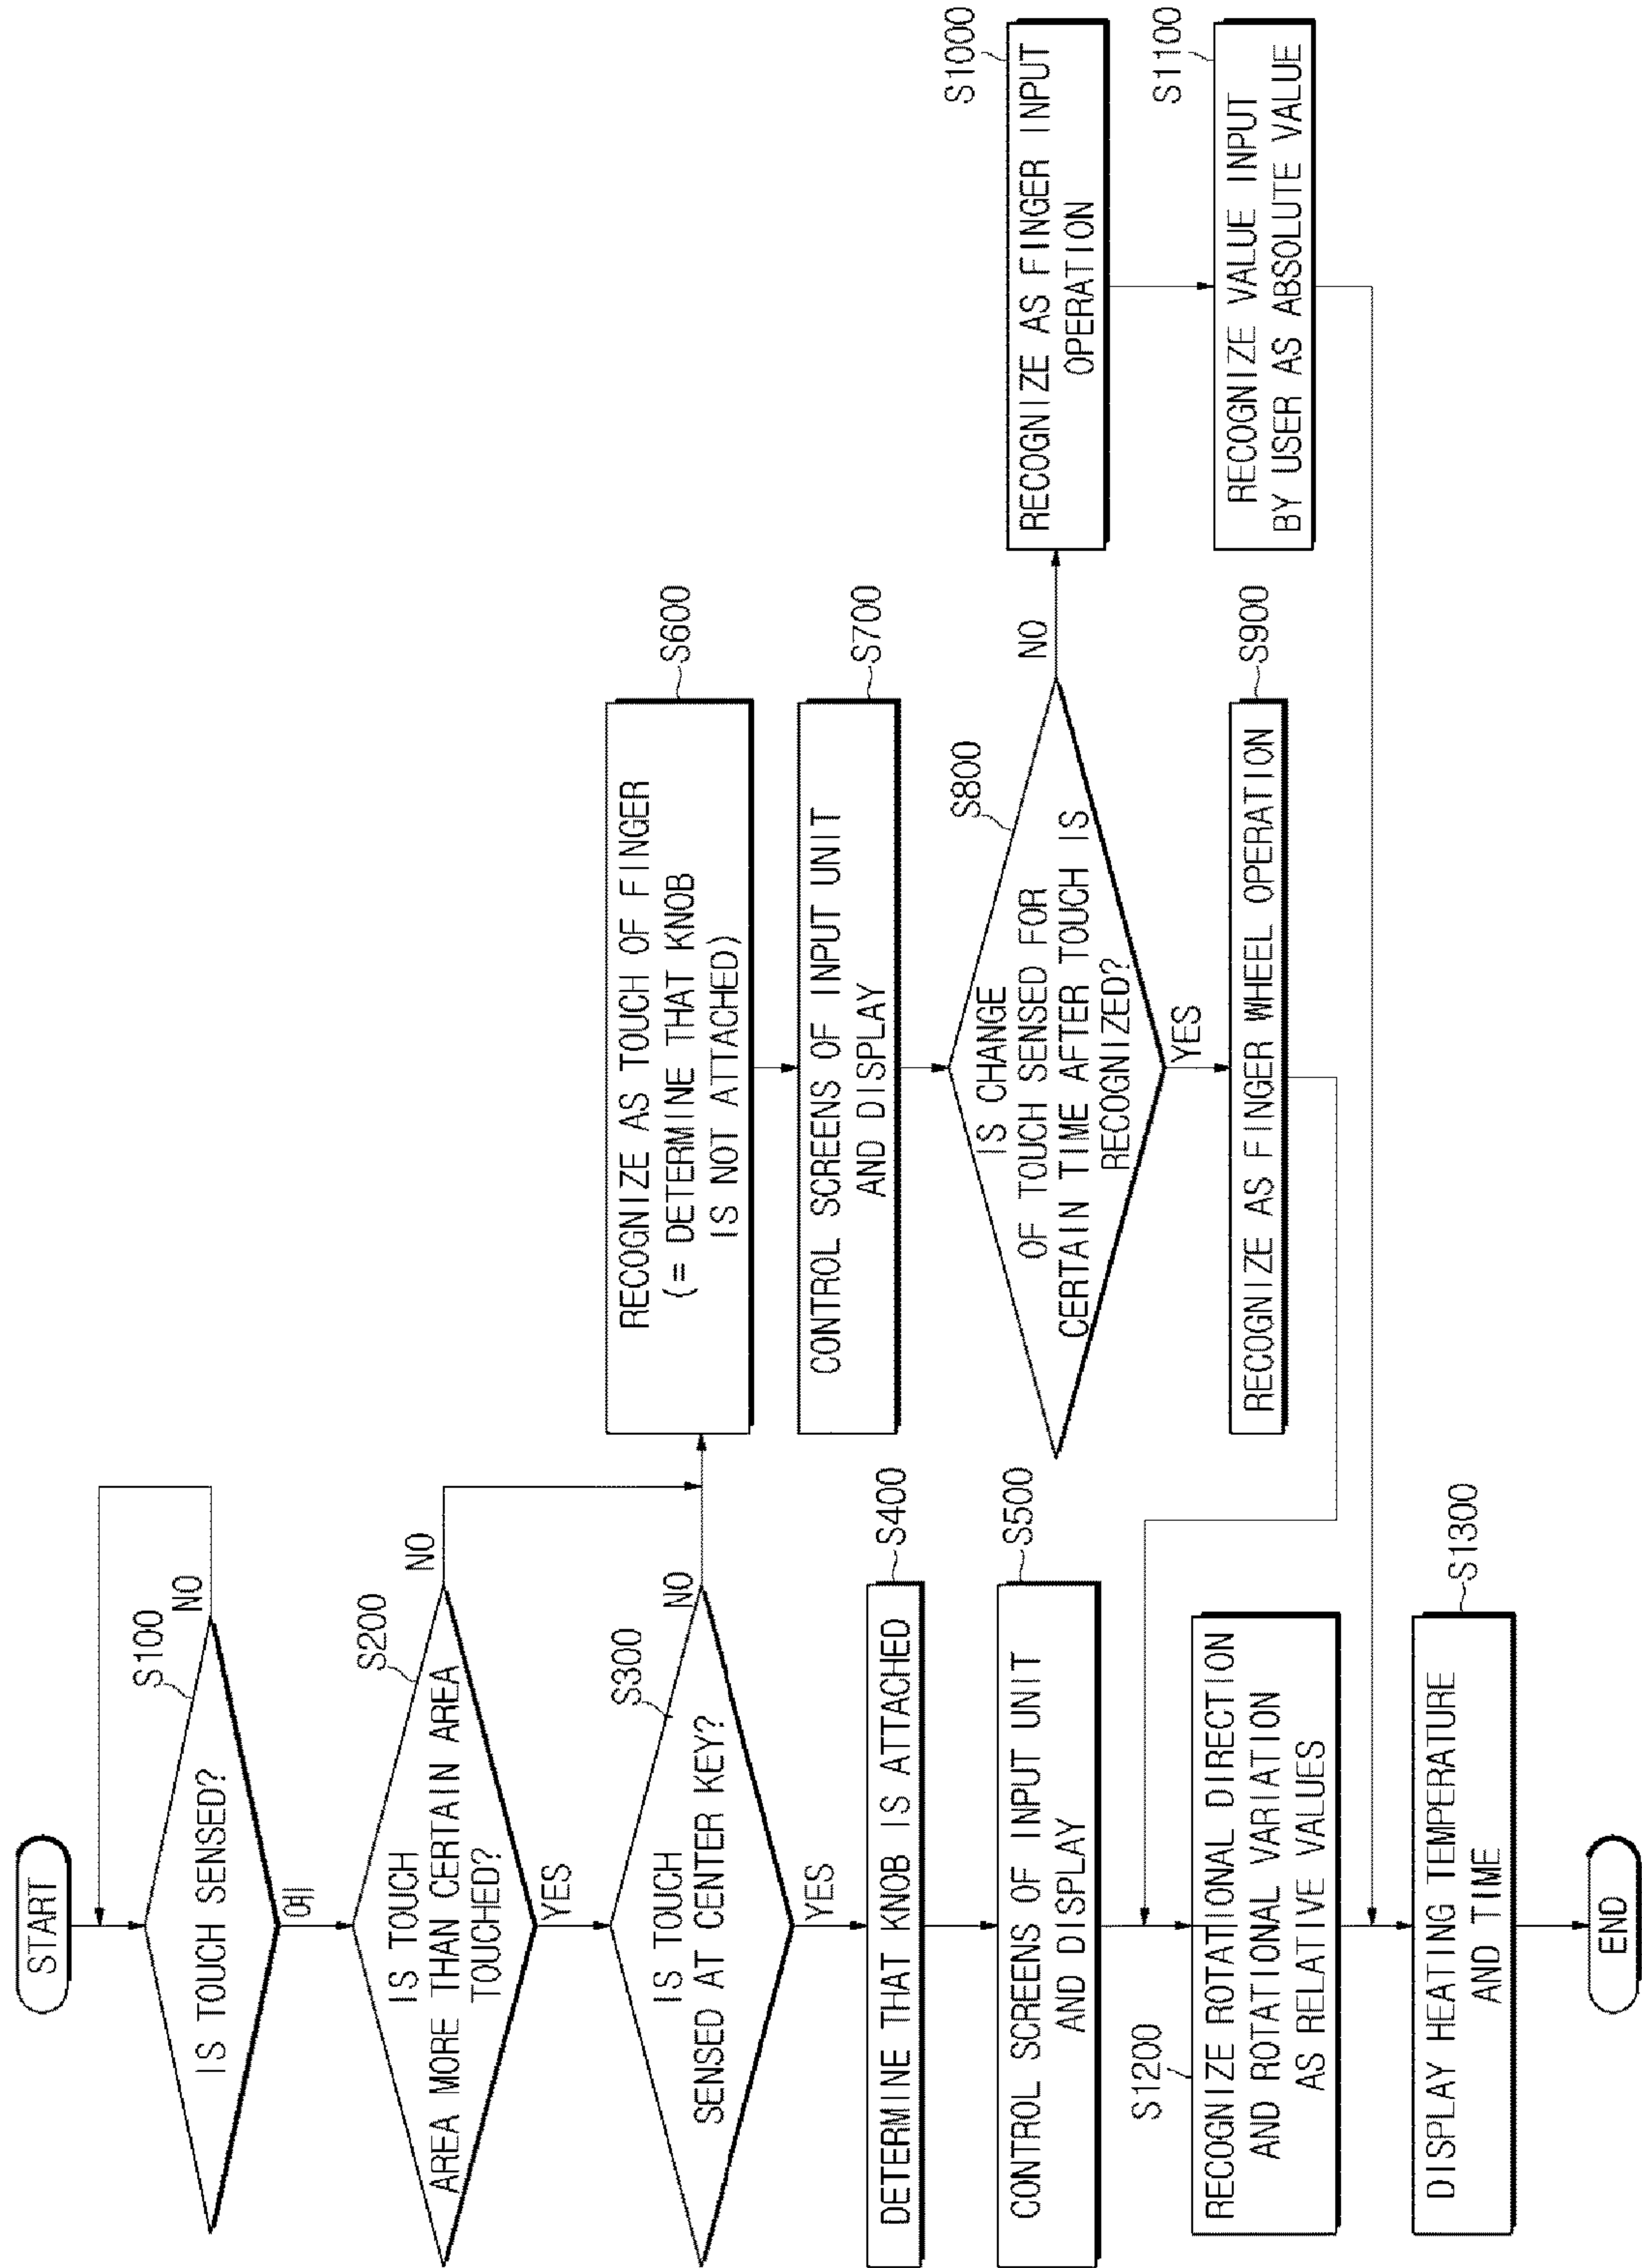 START
IS TOUCH SENSED?
S100
NO
예
IS TOUCH
AREA MORE THAN CERTAIN AREA
TOUCHED?
S200
NO
YES
IS TOUCH
SENSED AT CENTER KEY?
S300
NO
YES
DETERMINE THAT KNOB IS ATTACHED
S400
CONTROL SCREENS OF INPUT UNIT
AND DISPLAY
S500
RECOGNIZE AS TOUCH OF FINGER
(= DETERMINE THAT KNOB
IS NOT ATTACHED)
S600
CONTROL SCREENS OF INPUT UNIT
AND DISPLAY
S700
IS CHANGE
OF TOUCH SENSED FOR
CERTAIN TIME AFTER TOUCH IS
RECOGNIZED?
S800
NO
YES
RECOGNIZE AS FINGER WHEEL OPERATION
S900
RECOGNIZE AS FINGER INPUT
OPERATION
S1000
RECOGNIZE VALUE INPUT
BY USER AS ABSOLUTE VALUE
S1100
S1200
RECOGNIZE ROTATIONAL DIRECTION
AND ROTATIONAL VARIATION
AS RELATIVE VALUES
DISPLAY HEATING TEMPERATURE
AND TIME
S1300
END